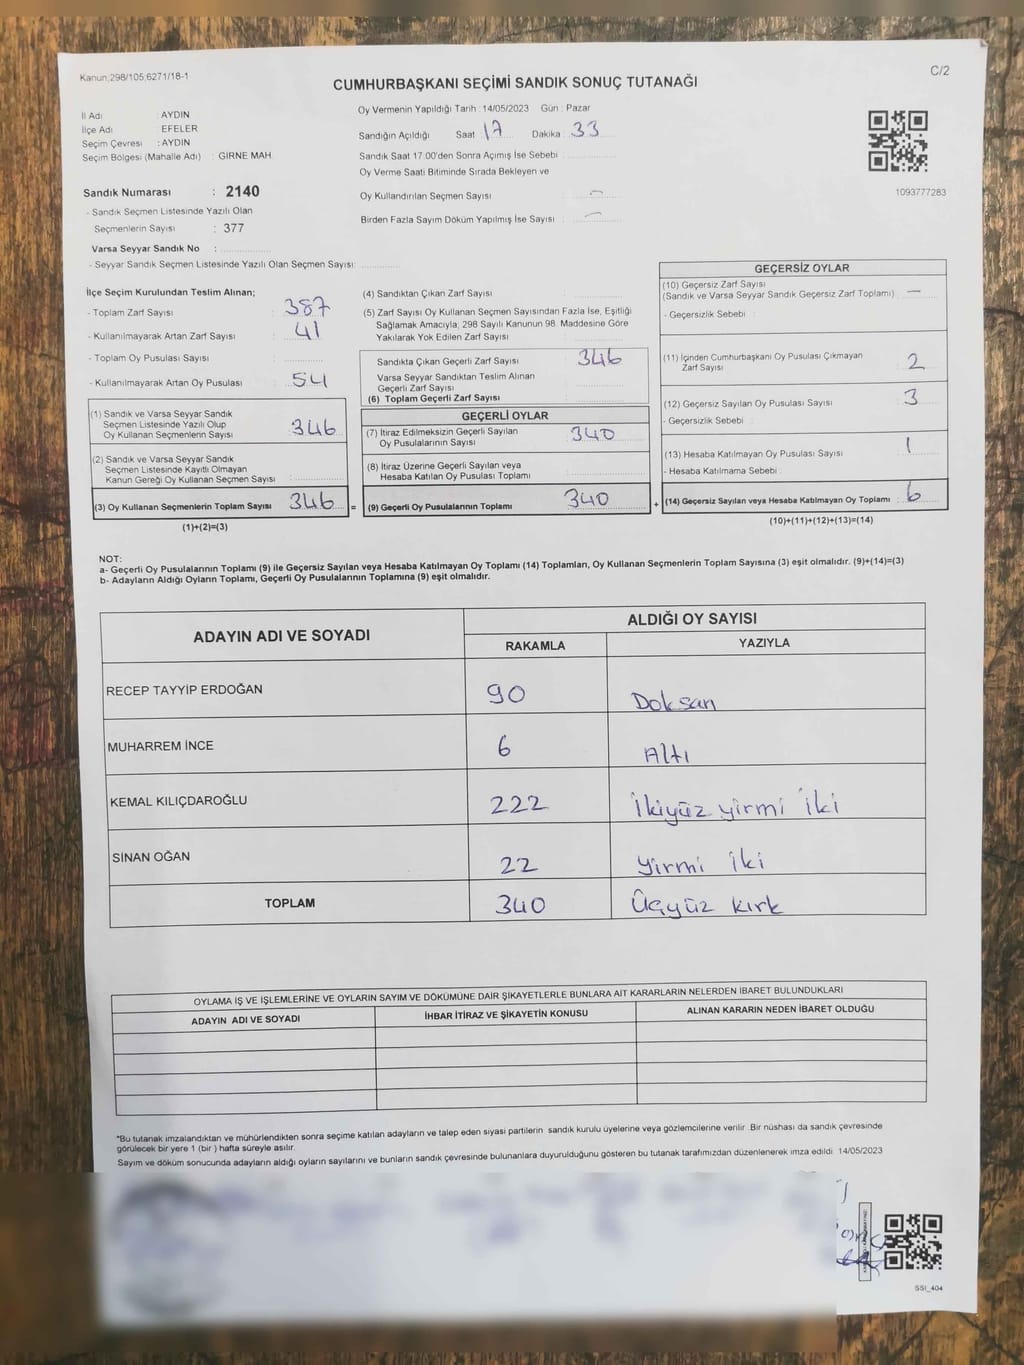 Kanun;298/105,6271/18-1
C/2
CUMHURBAŞKANI SEÇİMİ SANDIK SONUÇ TUTANAĞI
İl Adı : AYDIN
İlçe Adı : EFELER
Seçim Çevresi : AYDIN
Seçim Bölgesi (Mahalle Adı) : GİRNE MAH.
Sandık Numarası : 2140
- Sandık Seçmen Listesinde Yazılı Olan
Seçmenlerin Sayısı : 377
Varsa Seyyar Sandık No :
- Seyyar Sandık Seçmen Listesinde Yazılı Olan Seçmen Sayısı:
Oy Vermenin Yapıldığı Tarih : 14/05/2023 Gün : Pazar
Sandığın Açıldığı Saat 17 Dakika : 33
Sandık Saat 17:00'den Sonra Açımış İse Sebebi :
Oy Verme Saati Bitiminde Sırada Bekleyen ve
Oy Kullandırılan Seçmen Sayısı : –
Birden Fazla Sayım Döküm Yapılmış İse Sayısı : –
1093777283
İlçe Seçim Kurulundan Teslim Alınan;
- Toplam Zarf Sayısı : 387
- Kullanılmayarak Artan Zarf Sayısı : 41
- Toplam Oy Pusulası Sayısı :
- Kullanılmayarak Artan Oy Pusulası : 54
(1) Sandık ve Varsa Seyyar Sandık
Seçmen Listesinde Yazılı Olup
Oy Kullanan Seçmenlerin Sayısı : 346
(2) Sandık ve Varsa Seyyar Sandık
Seçmen Listesinde Kayıtlı Olmayan
Kanun Gereği Oy Kullanan Seçmen Sayısı :
(3) Oy Kullanan Seçmenlerin Toplam Sayısı : 346 =
(1)+(2)=(3)
(4) Sandıktan Çıkan Zarf Sayısı :
(5) Zarf Sayısı Oy Kullanan Seçmen Sayısından Fazla İse, Eşitliği
Sağlamak Amacıyla; 298 Sayılı Kanunun 98. Maddesine Göre
Yakılarak Yok Edilen Zarf Sayısı :
Sandıkta Çıkan Geçerli Zarf Sayısı : 346
Varsa Seyyar Sandıktan Teslim Alınan
Geçerli Zarf Sayısı :
(6) Toplam Geçerli Zarf Sayısı :
GEÇERLİ OYLAR
(7) İtiraz Edilmeksizin Geçerli Sayılan
Oy Pusulalarının Sayısı : 340
(8) İtiraz Üzerine Geçerli Sayılan veya
Hesaba Katılan Oy Pusulası Toplamı :
(9) Geçerli Oy Pusulalarının Toplamı : 340 +
GEÇERSİZ OYLAR
(10) Geçersiz Zarf Sayısı
(Sandık ve Varsa Seyyar Sandık Geçersiz Zarf Toplamı) : —
- Geçersizlik Sebebi :
(11) İçinden Cumhurbaşkanı Oy Pusulası Çıkmayan
Zarf Sayısı : 2
(12) Geçersiz Sayılan Oy Pusulası Sayısı : 3
- Geçersizlik Sebebi :
(13) Hesaba Katılmayan Oy Pusulası Sayısı : 1
- Hesaba Katılmama Sebebi :
(14) Geçersiz Sayılan veya Hesaba Katılmayan Oy Toplamı : 6
(10)+(11)+(12)+(13)=(14)
NOT:
a- Geçerli Oy Pusulalarının Toplamı (9) ile Geçersiz Sayılan veya Hesaba Katılmayan Oy Toplamı (14) Toplamları, Oy Kullanan Seçmenlerin Toplam Sayısına (3) eşit olmalıdır. (9)+(14)=(3)
b- Adayların Aldığı Oyların Toplamı, Geçerli Oy Pusulalarının Toplamına (9) eşit olmalıdır.
ADAYIN ADI VE SOYADI
ALDIĞI OY SAYISI
RAKAMLA YAZIYLA
RECEP TAYYİP ERDOĞAN 90 Doksan
MUHARREM İNCE 6 Altı
KEMAL KILIÇDAROĞLU 222 İkiyüz yirmi iki
SİNAN OĞAN 22 yirmi iki
TOPLAM 340 Üçyüz kırk
OYLAMA İŞ VE İŞLEMLERİNE VE OYLARIN SAYIM VE DÖKÜMÜNE DAİR ŞİKAYETLERLE BUNLARA AİT KARARLARIN NELERDEN İBARET BULUNDUKLARI
ADAYIN ADI VE SOYADI İHBAR İTİRAZ VE ŞİKAYETİN KONUSU ALINAN KARARIN NEDEN İBARET OLDUĞU
*Bu tutanak imzalandıktan ve mühürlendikten sonra seçime katılan adayların ve talep eden siyasi partilerin sandık kurulu üyelerine veya gözlemcilerine verilir. Bir nüshası da sandık çevresinde
görülecek bir yere 1 (bir) hafta süreyle asılır.
Sayım ve döküm sonucunda adayların aldığı oyların sayılarını ve bunların sandık çevresinde bulunanlara duyurulduğunu gösteren bu tutanak tarafımızdan düzenlenerek imza edildi. 14/05/2023
SSI_404